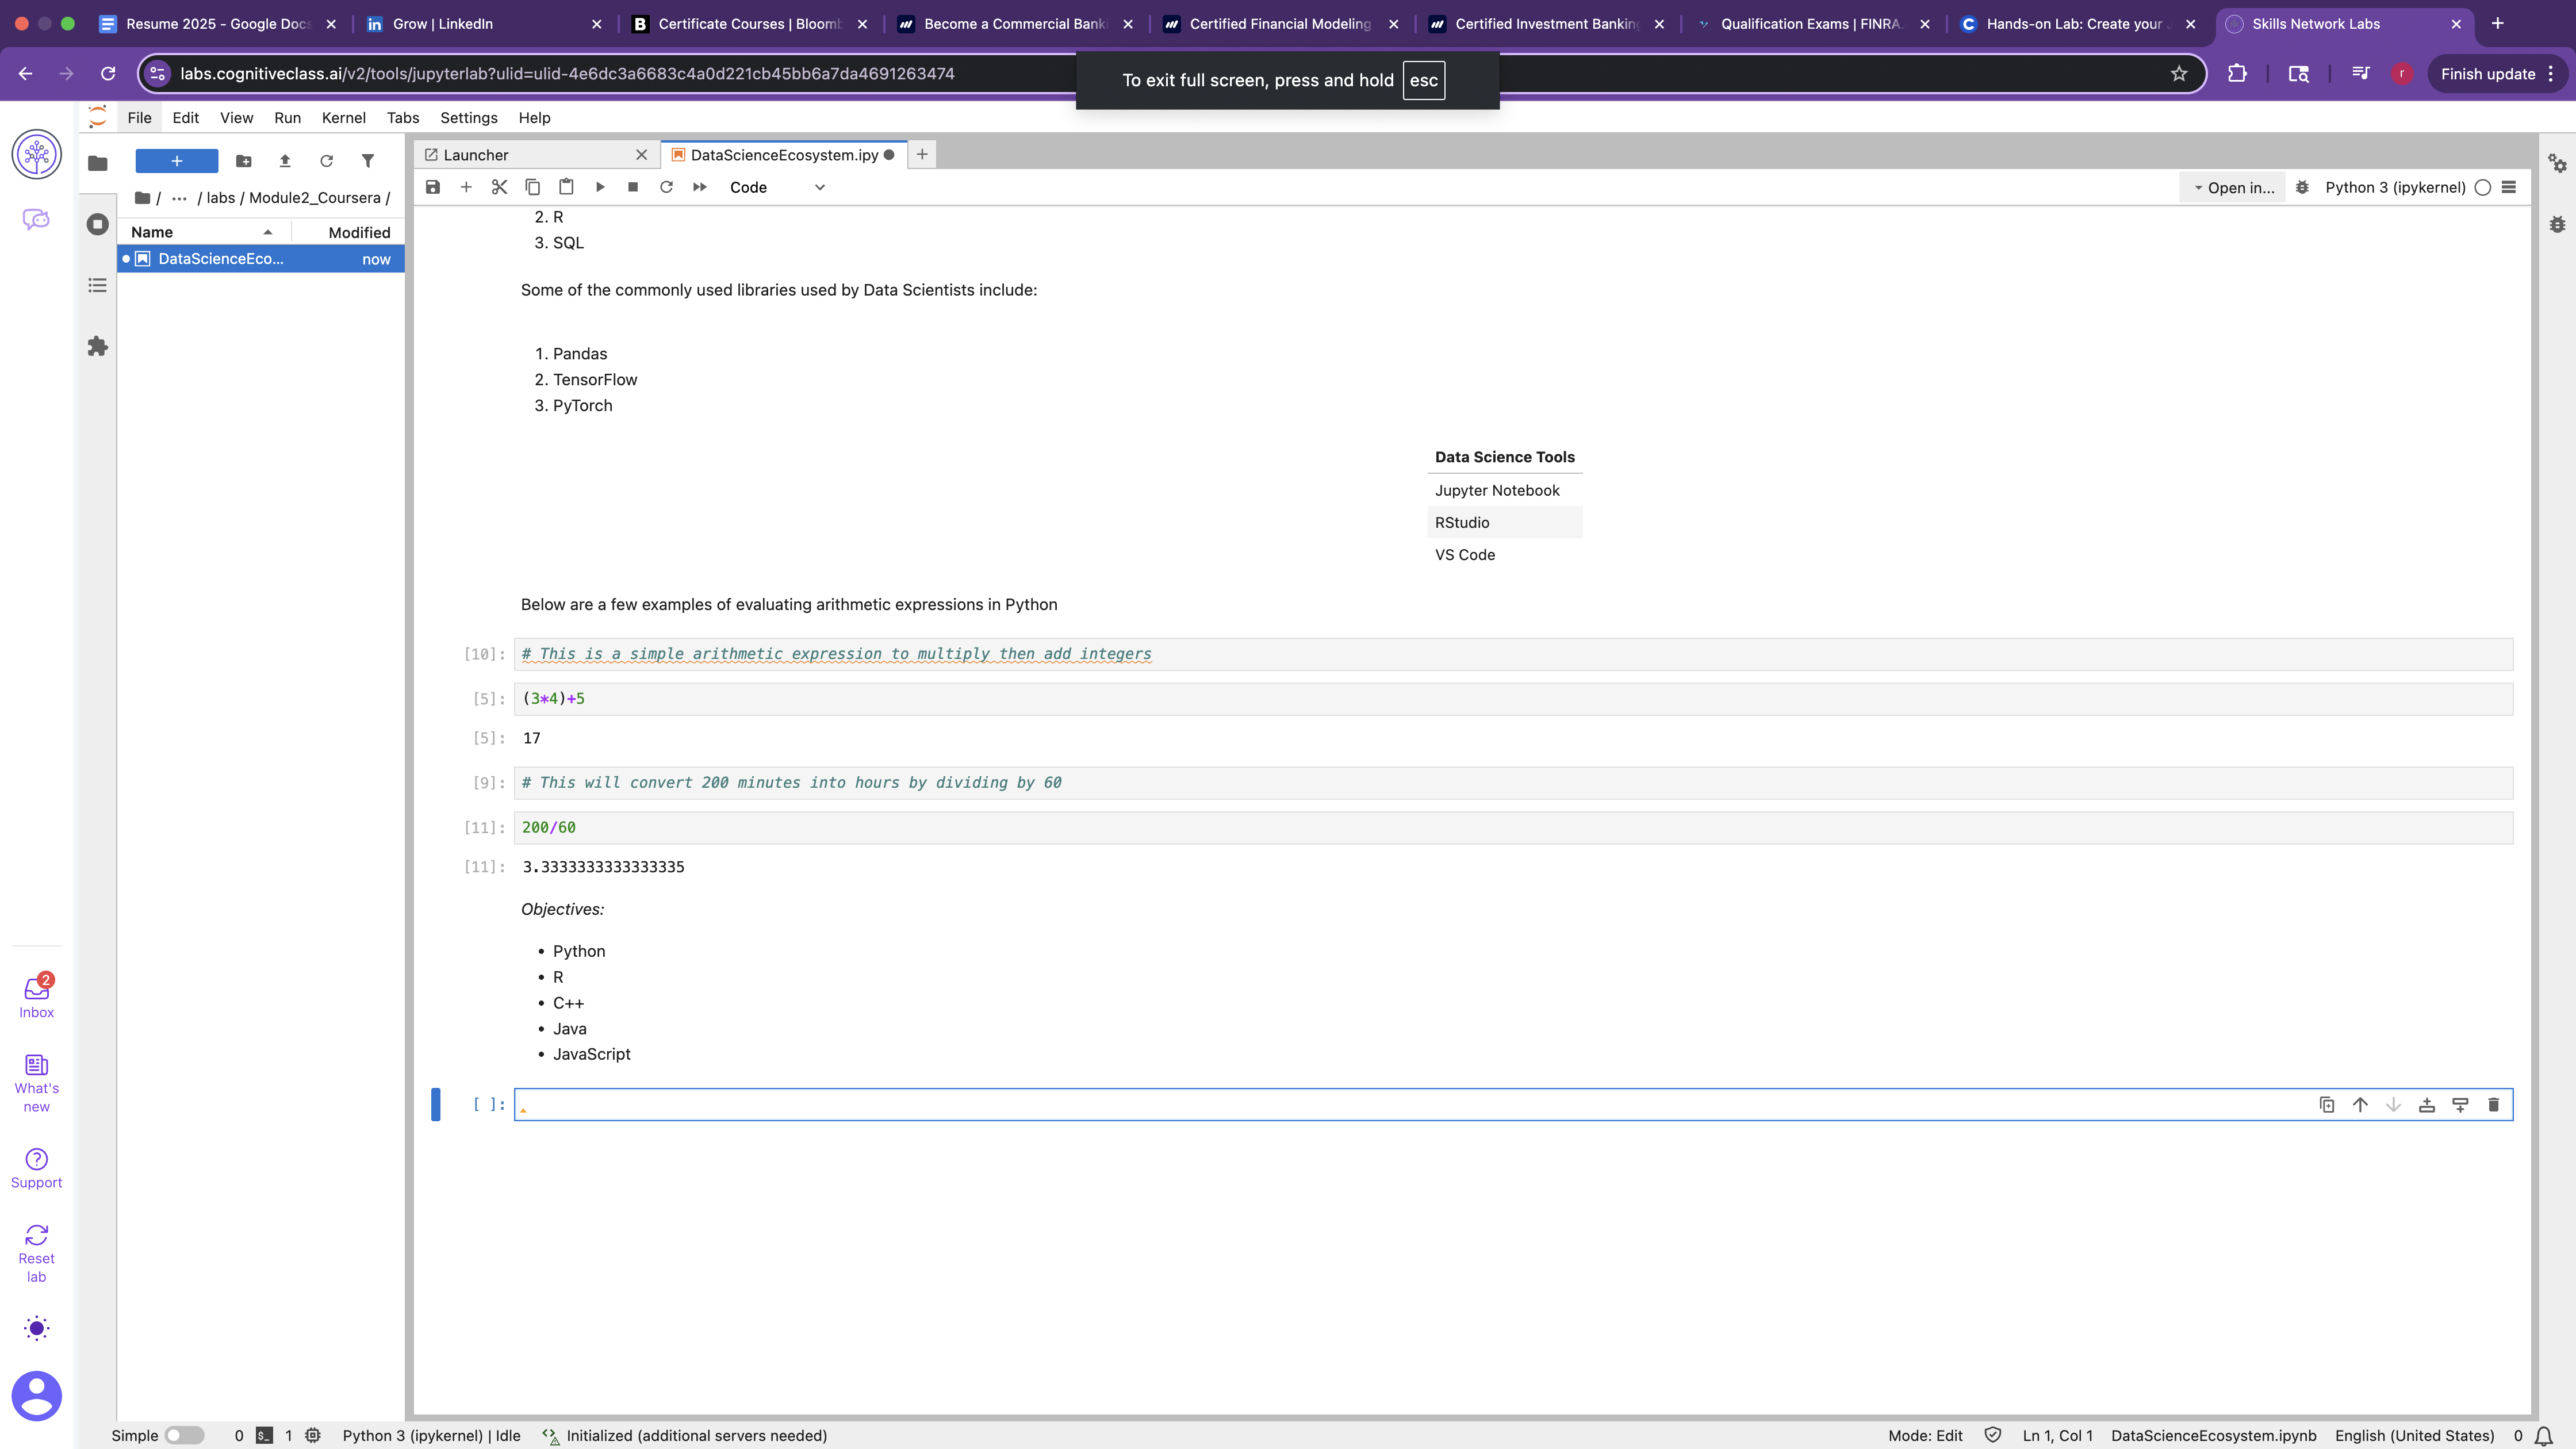 Resume 2025 - Google Docs
Grow | LinkedIn
Certificate Courses | Bloomb
Become a Commercial Banki
Certified Financial Modeling
Certified Investment Banking
Qualification Exams | FINRA
Hands-on Lab: Create your
Skills Network Labs
labs.cognitiveclass.ai/v2/tools/jupyterlab?ulid=ulid-4e6dc3a6683c4a0d221cb45bb6a7da4691263474
To exit full screen, press and hold esc
r
Finish update
File Edit View Run Kernel Tabs Settings Help
Launcher
DataScienceEcosystem.ipy
/ ... / labs / Module2_Coursera /
Code
Open in...
Python 3 (ipykernel)
Name Modified
DataScienceEco... now
2. R
3. SQL
Some of the commonly used libraries used by Data Scientists include:
1. Pandas
2. TensorFlow
3. PyTorch
Data Science Tools
Jupyter Notebook
RStudio
VS Code
Below are a few examples of evaluating arithmetic expressions in Python
[10]: # This is a simple arithmetic expression to multiply then add integers
[5]: (3*4)+5
[5]: 17
[9]: # This will convert 200 minutes into hours by dividing by 60
[11]: 200/60
[11]: 3.3333333333333335
Objectives:
• Python
• R
• C++
• Java
• JavaScript
[ ]:
2
Inbox
What's
new
Support
Reset
lab
Simple 0 $_ 1 Python 3 (ipykernel) | Idle Initialized (additional servers needed)
Mode: Edit Ln 1, Col 1 DataScienceEcosystem.ipynb English (United States) 0